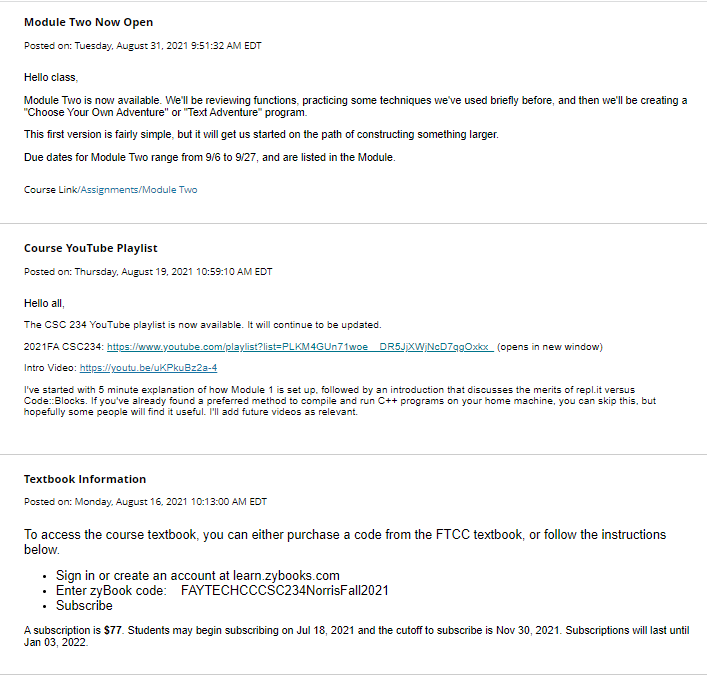 Module Two Now Open
Posted on: Tuesday, August 31, 2021 9:51:32 AM EDT
Hello class,
Module Two is now available. We'll be reviewing functions, practicing some techniques we've used briefly before, and then we'll be creating a
"Choose Your Own Adventure" or "Text Adventure" program.
This first version is fairly simple, but it will get us started on the path of constructing something larger.
Due dates for Module Two range from 9/6 to 9/27, and are listed in the Module.
Course Link/Assignments/Module Two
Course YouTube Playlist
Posted on: Thursday, August 19, 2021 10:59:10 AM EDT
Hello all,
The CSC 234 YouTube playlist is now available. It will continue to be updated.
2021FA CSC234: https://www.youtube.com/playlist?list=PLKM4GUn71woe__DR5JjXWjNcD7qgOxkx_ (opens in new window)
Intro Video: https://youtu.be/uKPkuBz2a-4
I've started with 5 minute explanation of how Module 1 is set up, followed by an introduction that discusses the merits of repl.it versus
Code::Blocks. If you've already found a preferred method to compile and run C++ programs on your home machine, you can skip this, but
hopefully some people will find it useful. I'll add future videos as relevant.
Textbook Information
Posted on: Monday, August 16, 2021 10:13:00 AM EDT
To access the course textbook, you can either purchase a code from the FTCC textbook, or follow the instructions
below.
• Sign in or create an account at learn.zybooks.com
• Enter zyBook code: FAYTECHCCCSC234NorrisFall2021
• Subscribe
A subscription is $77. Students may begin subscribing on Jul 18, 2021 and the cutoff to subscribe is Nov 30, 2021. Subscriptions will last until
Jan 03, 2022.